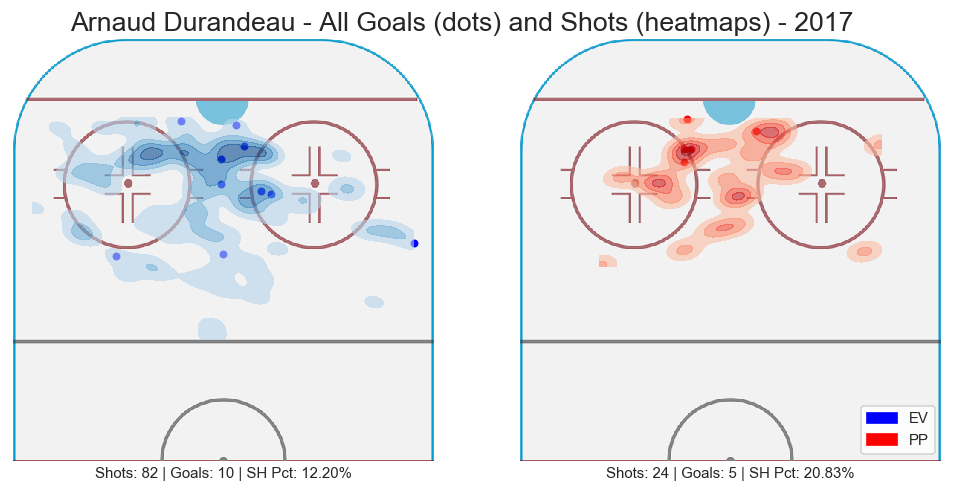 Arnaud Durandeau - All Goals (dots) and Shots (heatmaps) - 2017
EV
PP
Shots: 82 | Goals: 10 | SH Pct: 12.20%
Shots: 24 | Goals: 5 | SH Pct: 20.83%